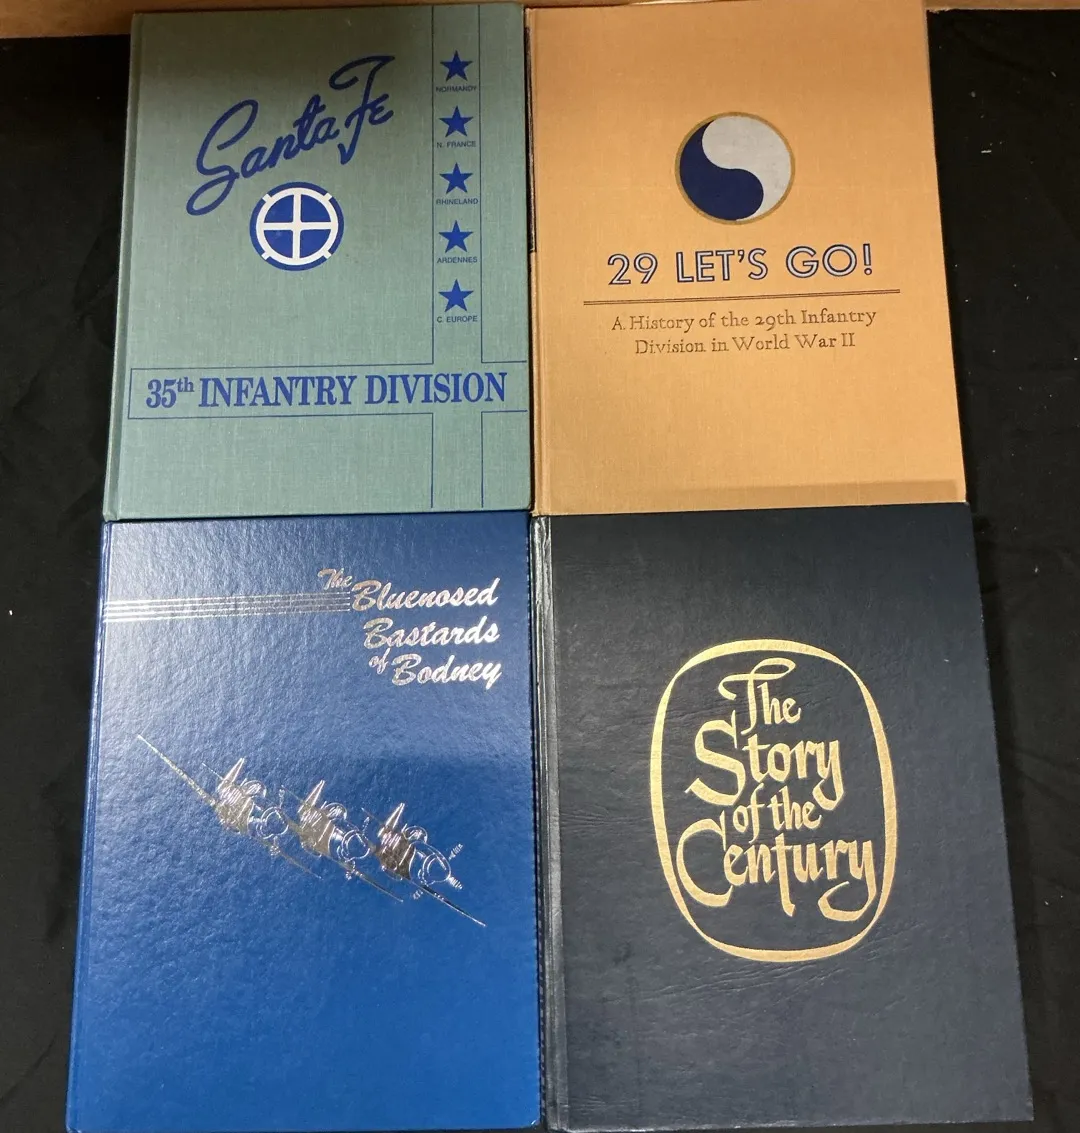 Santa Fe
NORMANDY
N. FRANCE
RHINELAND
ARDENNES
C. EUROPE
35th INFANTRY DIVISION
29 LET'S GO!
A History of the 29th Infantry
Division in World War II
The
Bluenosed
Bastards
of Bodney
The
Story
of the
Century